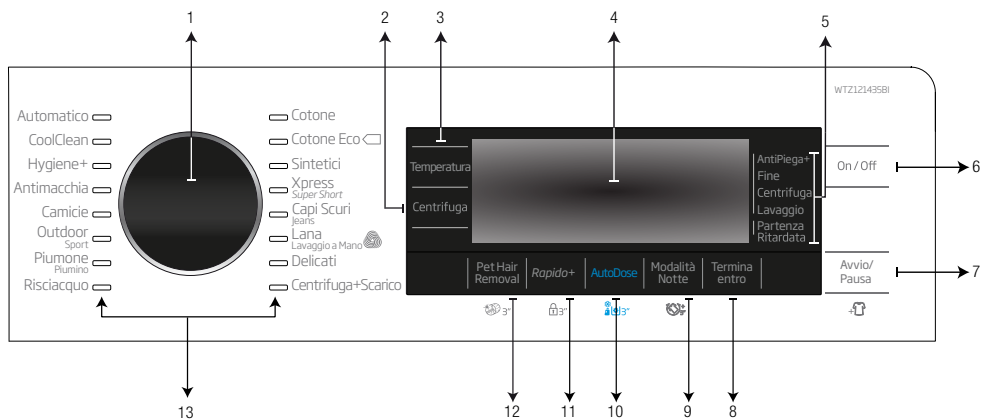 1
2
3
4
5
WTZ12143SBI
Automatico
CoolClean
Hygiene+
Antimacchia
Camicie
Outdoor
Sport
Piumone
Piumino
Risciacquo
Cotone
Cotone Eco
Sintetici
Xpress
Super Short
Capi Scuri
Jeans
Lana
Lavaggio a Mano
Delicati
Centrifuga+Scarico
Temperatura
Centrifuga
AntiPiega+
Fine
Centrifuga
Lavaggio
Partenza
Ritardata
On / Off
6
Avvio/
Pausa
7
Pet Hair
Removal
Rapido+
AutoDose
Modalità
Notte
Termina
entro
3"
3"
3"
+
13
12
11
10
9
8